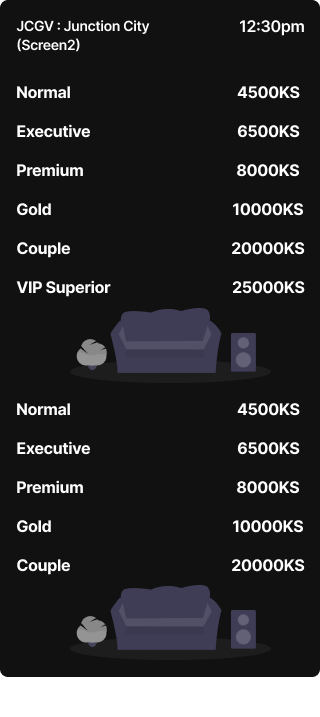 JCGV : Junction City 12:30pm
(Screen2)
Normal 4500KS
Executive 6500KS
Premium 8000KS
Gold 10000KS
Couple 20000KS
VIP Superior 25000KS
Normal 4500KS
Executive 6500KS
Premium 8000KS
Gold 10000KS
Couple 20000KS